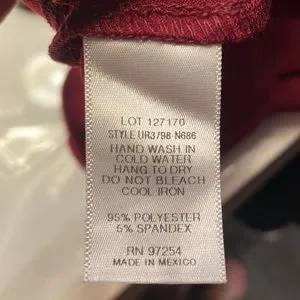 LOT 127170
STYLE UR3798-N686
HAND WASH IN
COLD WATER
HANG TO DRY
DO NOT BLEACH
COOL IRON
95% POLYESTER
5% SPANDEX
RN 97254
MADE IN MEXICO